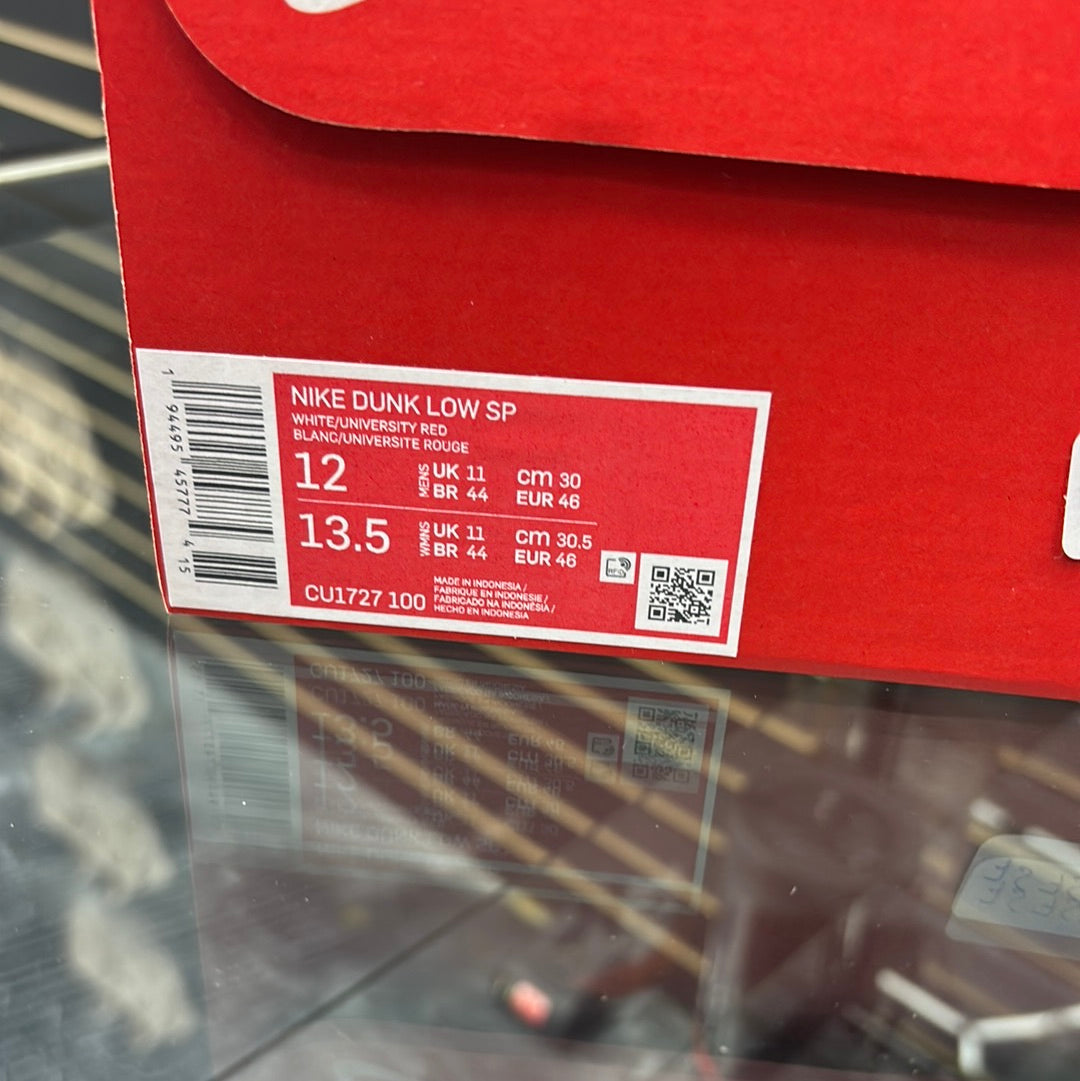 NIKE DUNK LOW SP
WHITE/UNIVERSITY RED
BLANC/UNIVERSITE ROUGE
12 MENS UK 11 cm 30
BR 44 EUR 46
13.5 WMNS UK 11 cm 30.5
BR 44 EUR 46
RFID
CU1727 100
MADE IN INDONESIA /
FABRIQUE EN INDONESIE /
FABRICADO NA INDONÉSIA /
HECHO EN INDONESIA
1 94495 45777 4 15